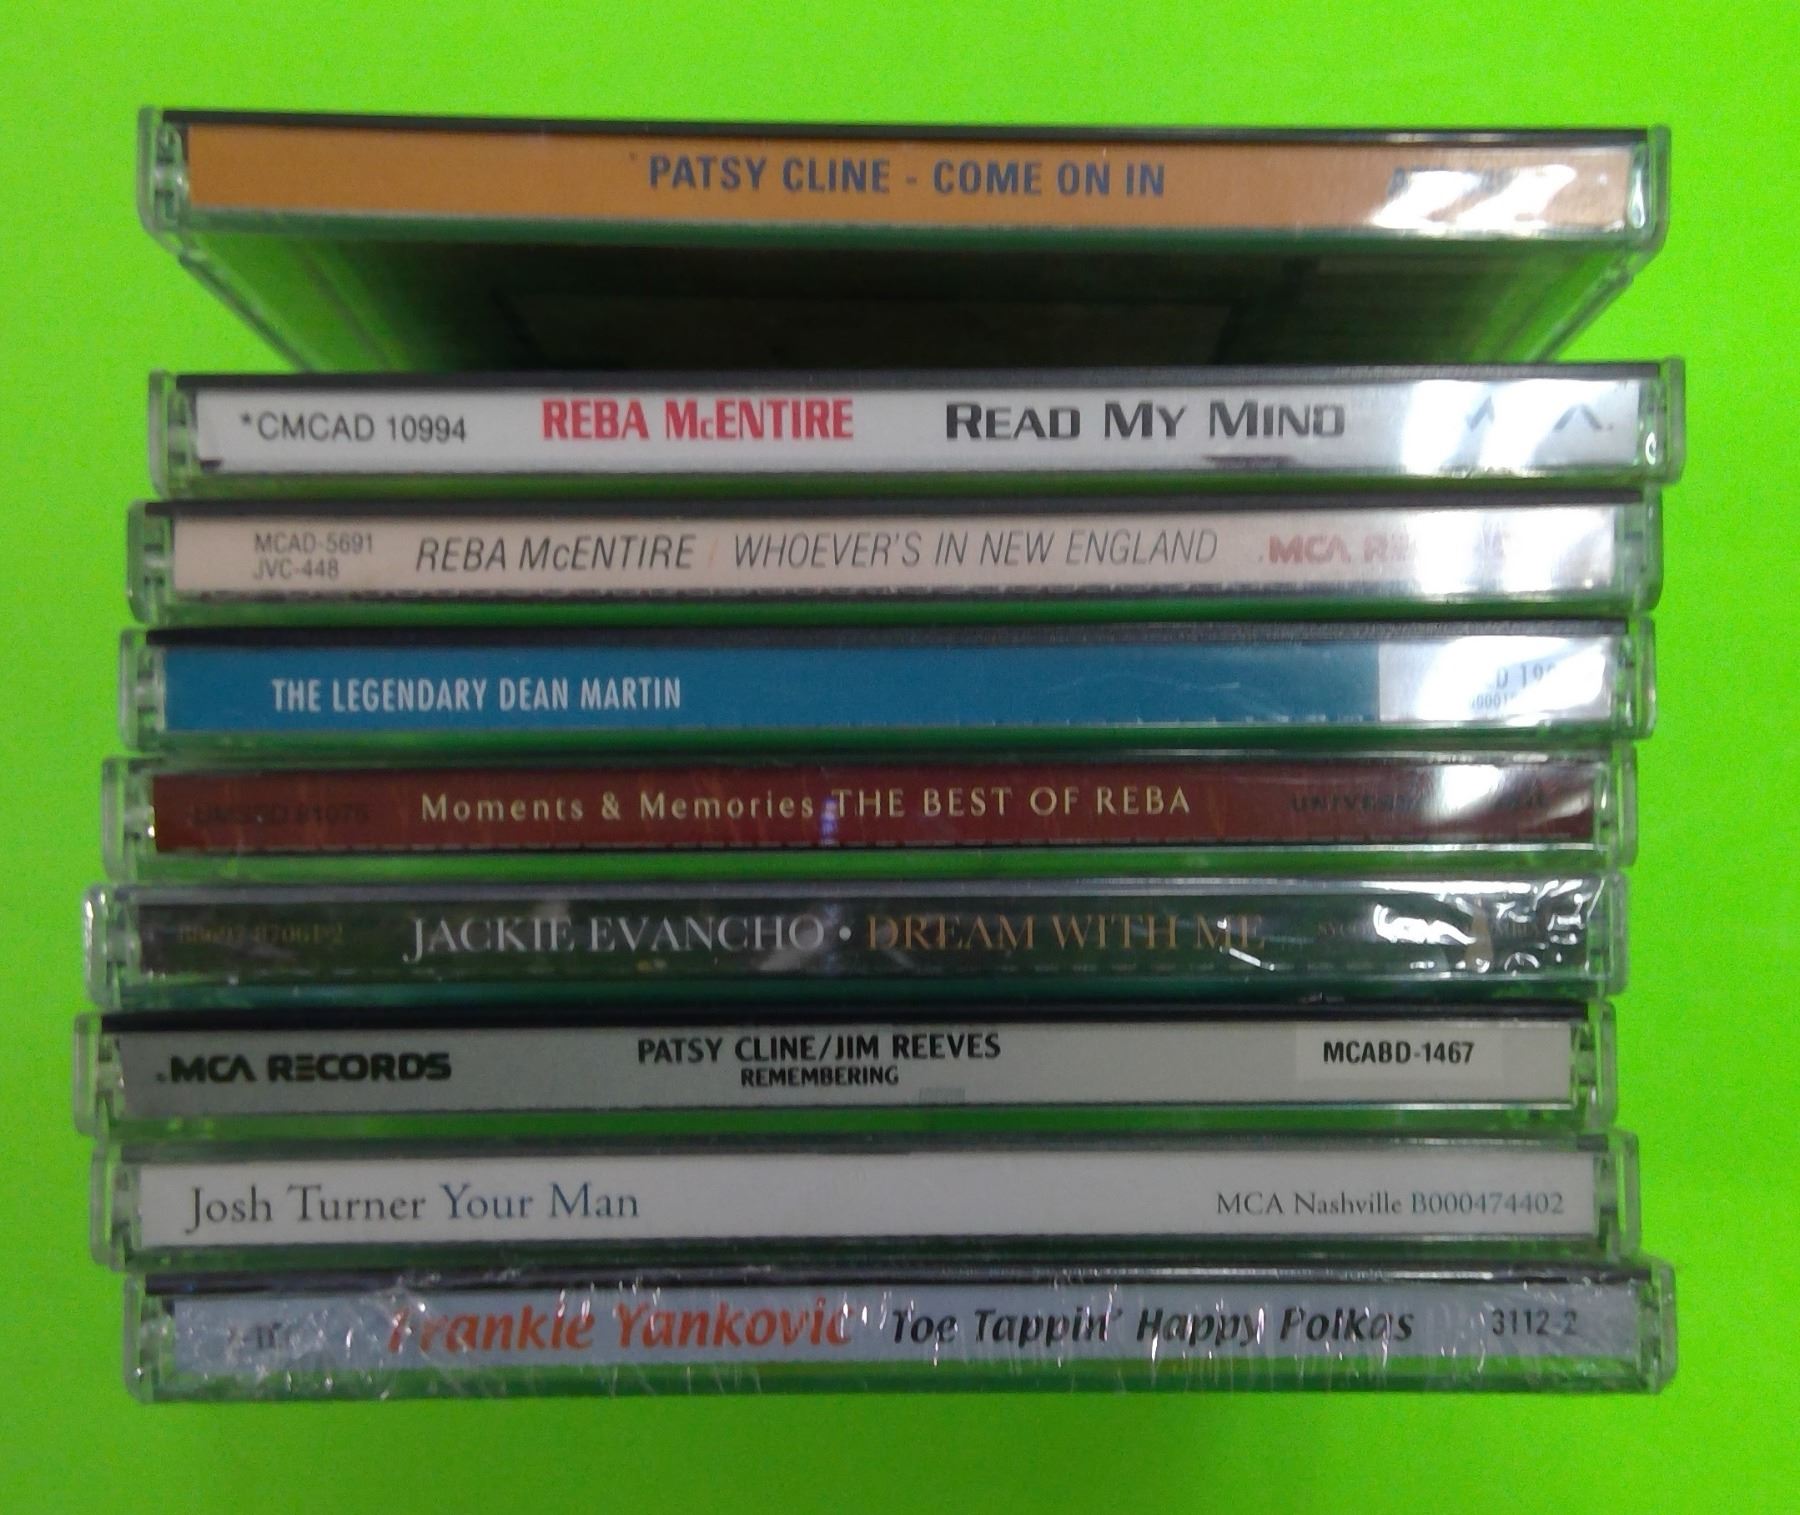 PATSY CLINE - COME ON IN
*CMCAD 10994 REBA McENTIRE READ MY MIND
MCAD-5691 REBA McENTIRE / WHOEVER'S IN NEW ENGLAND MCA
JVC-448
THE LEGENDARY DEAN MARTIN
Moments & Memories THE BEST OF REBA
JACKIE EVANCHO • DREAM WITH ME
MCA RECORDS PATSY CLINE/JIM REEVES MCABD-1467
REMEMBERING
Josh Turner Your Man MCA Nashville B000474402
Frankie Yankovic Toe Tappin' Happy Polkas 3112-2